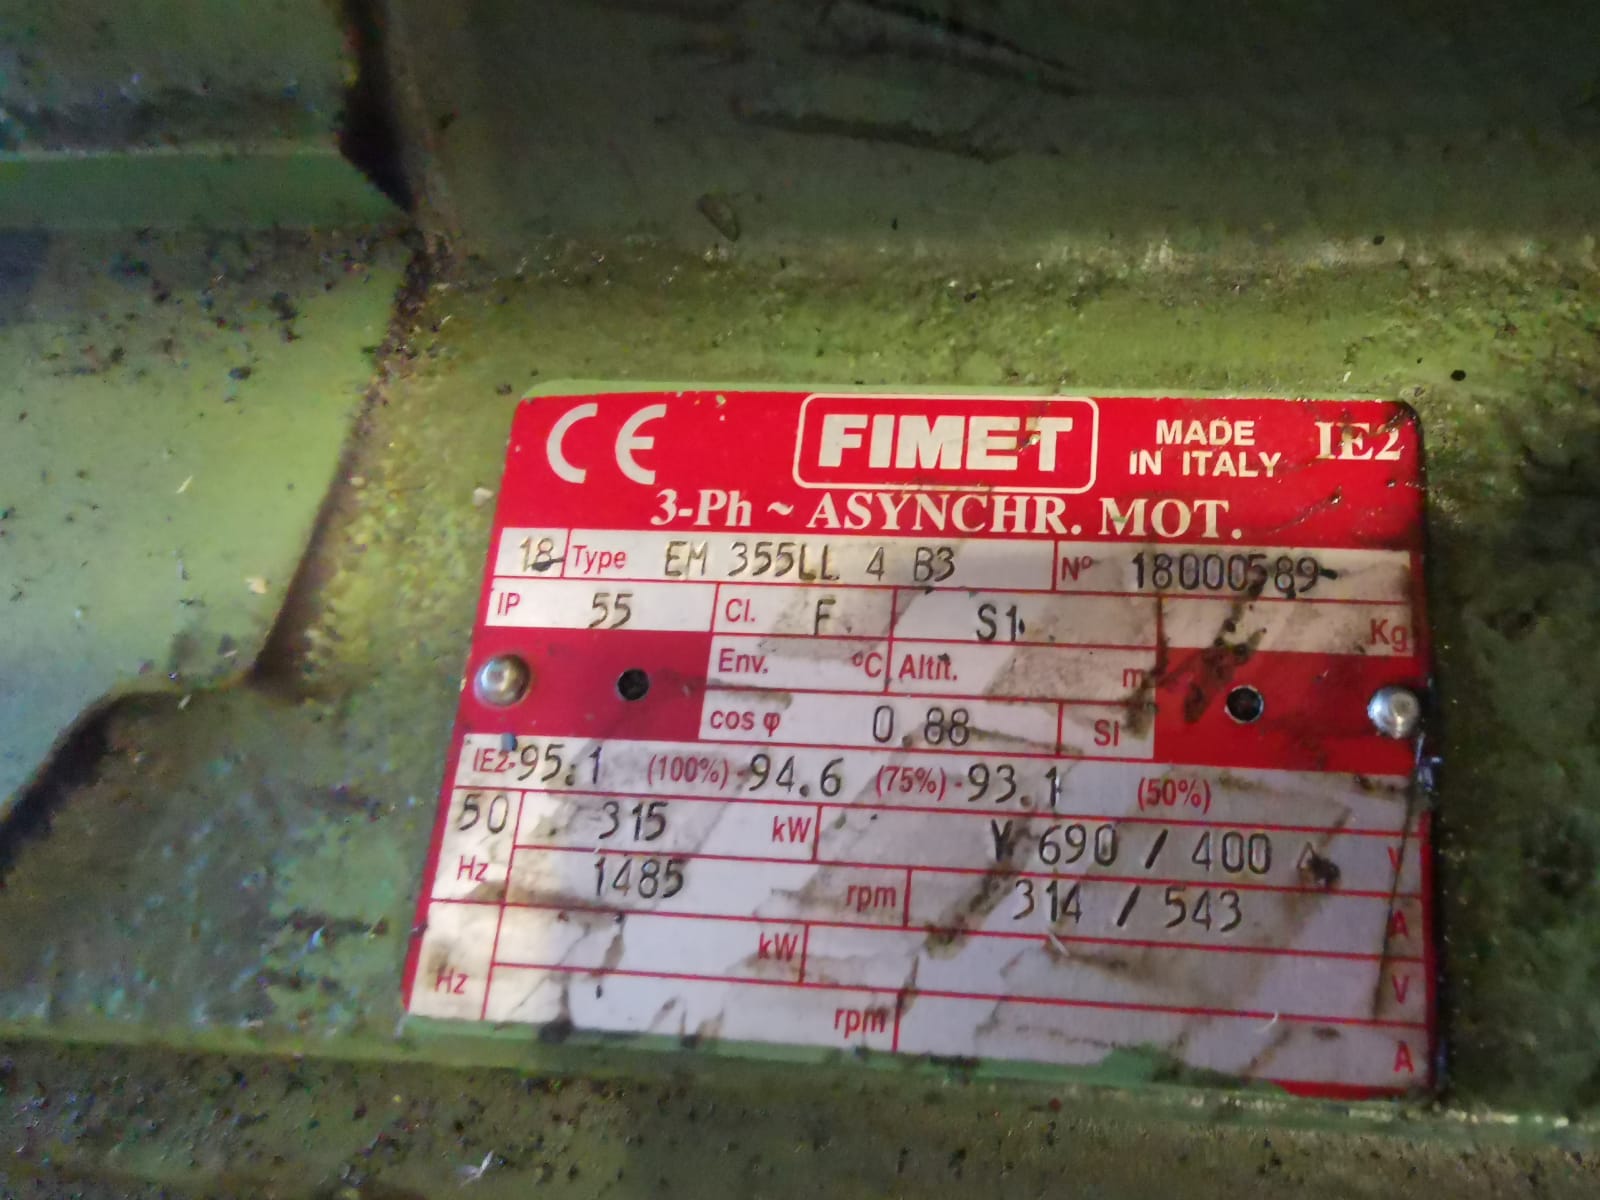 CE FIMET MADE IN ITALY IE2
3-Ph ~ ASYNCHR. MOT.
18 Type EM 355LL 4 B3 Nº 18000589
IP 55 Cl. F S1 Kg
Env. ºC Altit. m
cos φ 0.88 SI
IE2-95.1 (100%)-94.6 (75%)-93.1 (50%)
50 Hz 315 kW Y 690 / 400 Δ V
1485 rpm 314 / 543 A
Hz kW V
rpm A